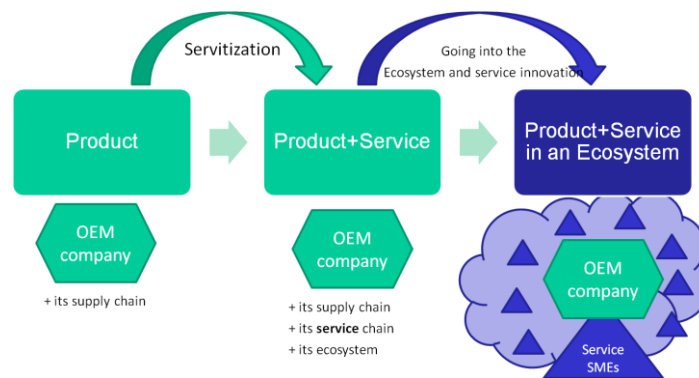 Servitization
Going into the
Ecosystem and service innovation
Product
Product+Service
Product+Service
in an Ecosystem
OEM
company
+ its supply chain
OEM
company
+ its supply chain
+ its service chain
+ its ecosystem
OEM
company
Service
SMEs